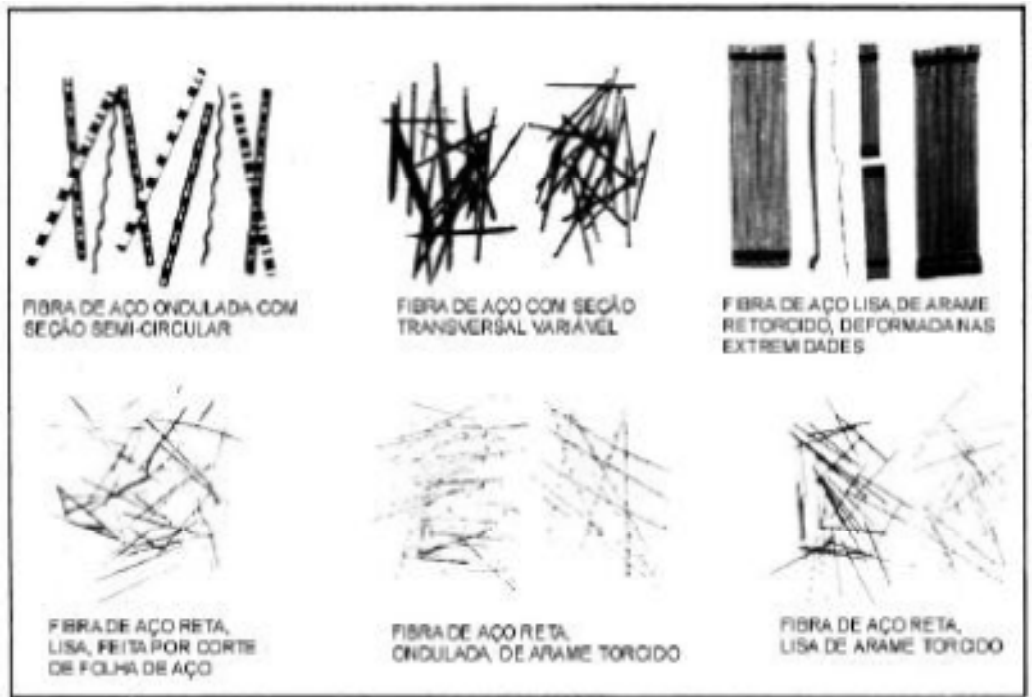 FIBRA DE AÇO ONDULADA COM
SEÇÃO SEMI-CIRCULAR
FIBRA DE AÇO COM SEÇÃO
TRANSVERSAL VARIÁVEL
FIBRA DE AÇO LISA, DE ARAME
RETORCIDO, DEFORMADA NAS
EXTREMIDADES
FIBRA DE AÇO RETA,
LISA, FEITA POR CORTE
DE FOLHA DE AÇO
FIBRA DE AÇO RETA,
ONDULADA, DE ARAME TORCIDO
FIBRA DE AÇO RETA,
LISA DE ARAME TORCIDO